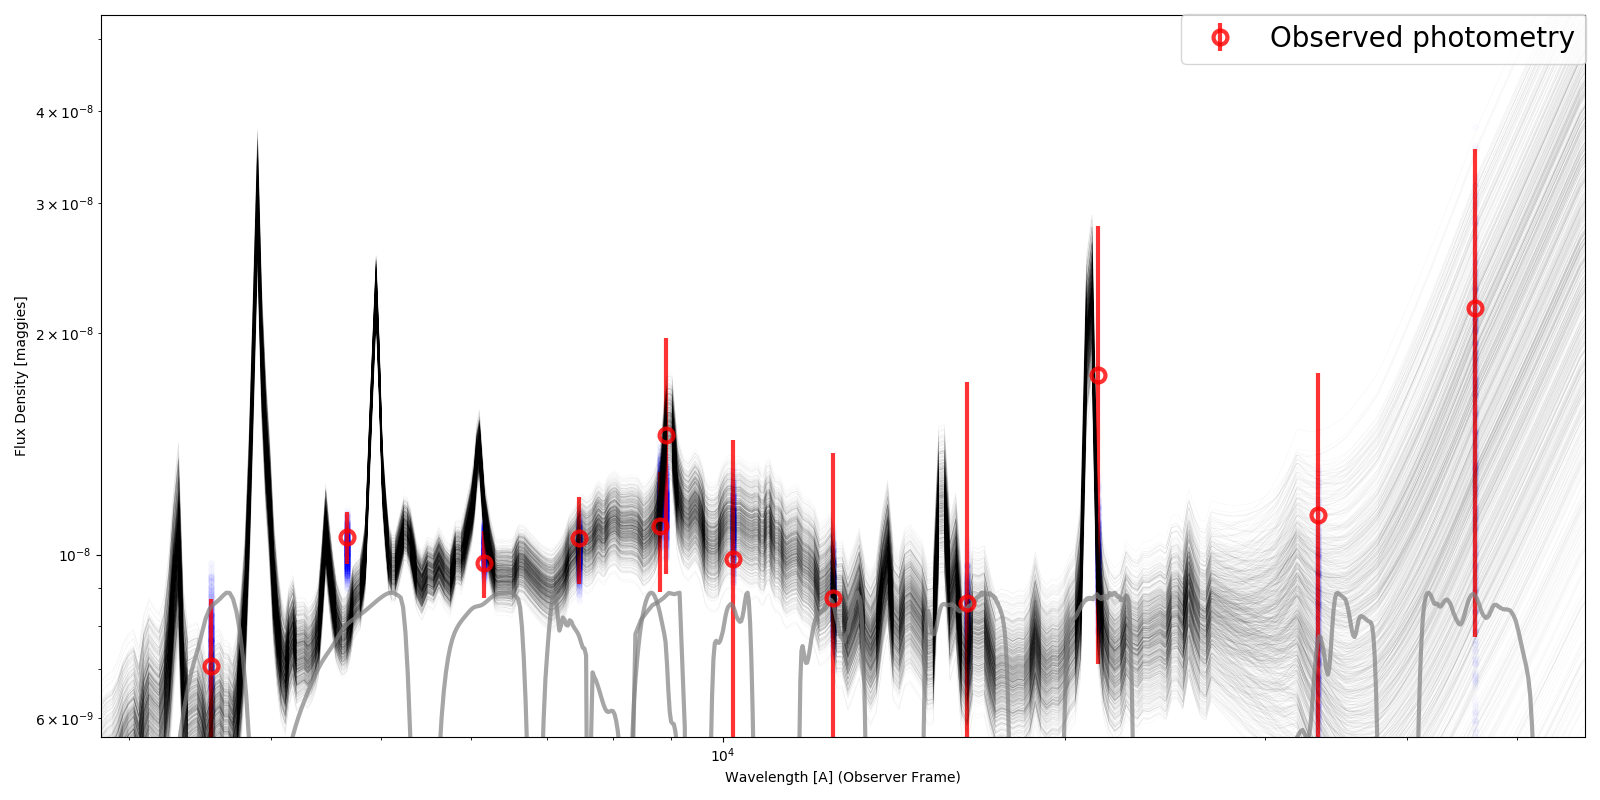 Observed photometry
4 × 10⁻⁸
3 × 10⁻⁸
2 × 10⁻⁸
10⁻⁸
6 × 10⁻⁹
Flux Density [maggies]
10⁴
Wavelength [A] (Observer Frame)